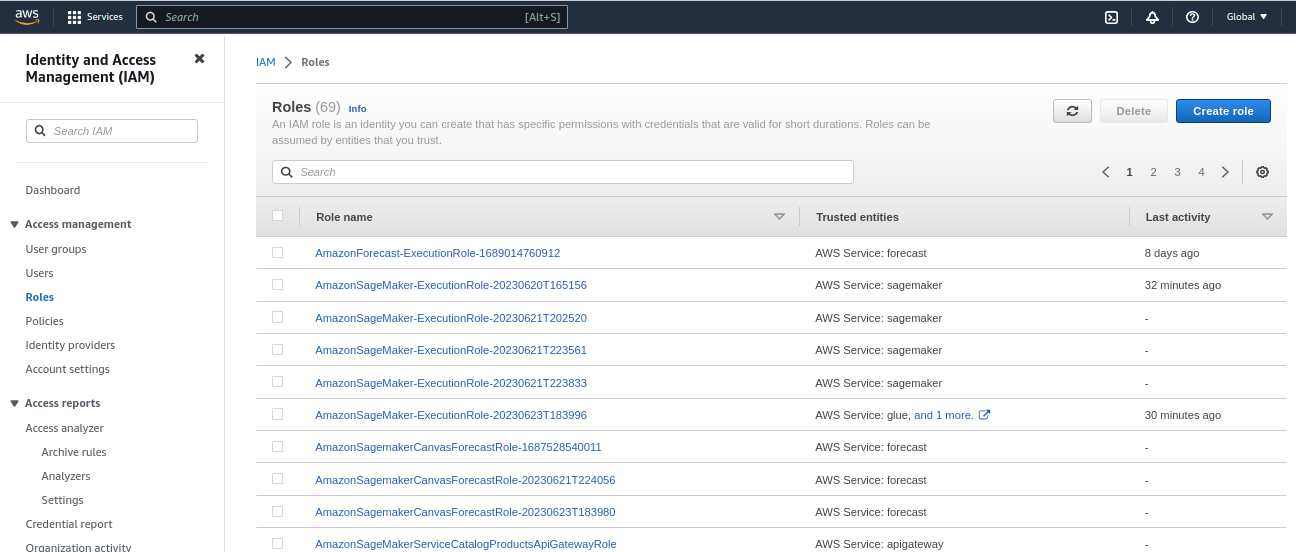 aws
Services
Search
[Alt+S]
Global
Identity and Access
Management (IAM)
Search IAM
Dashboard
Access management
User groups
Users
Roles
Policies
Identity providers
Account settings
Access reports
Access analyzer
Archive rules
Analyzers
Settings
Credential report
Organization activity
IAM > Roles
Roles (69) Info
An IAM role is an identity you can create that has specific permissions with credentials that are valid for short durations. Roles can be
assumed by entities that you trust.
Delete
Create role
Search
1 2 3 4
Role name Trusted entities Last activity
AmazonForecast-ExecutionRole-1689014760912 AWS Service: forecast 8 days ago
AmazonSageMaker-ExecutionRole-20230620T165156 AWS Service: sagemaker 32 minutes ago
AmazonSageMaker-ExecutionRole-20230621T202520 AWS Service: sagemaker -
AmazonSageMaker-ExecutionRole-20230621T223561 AWS Service: sagemaker -
AmazonSageMaker-ExecutionRole-20230621T223833 AWS Service: sagemaker -
AmazonSageMaker-ExecutionRole-20230623T183996 AWS Service: glue, and 1 more. 30 minutes ago
AmazonSagemakerCanvasForecastRole-1687528540011 AWS Service: forecast -
AmazonSagemakerCanvasForecastRole-20230621T224056 AWS Service: forecast -
AmazonSagemakerCanvasForecastRole-20230623T183980 AWS Service: forecast -
AmazonSageMakerServiceCatalogProductsApiGatewayRole AWS Service: apigateway -